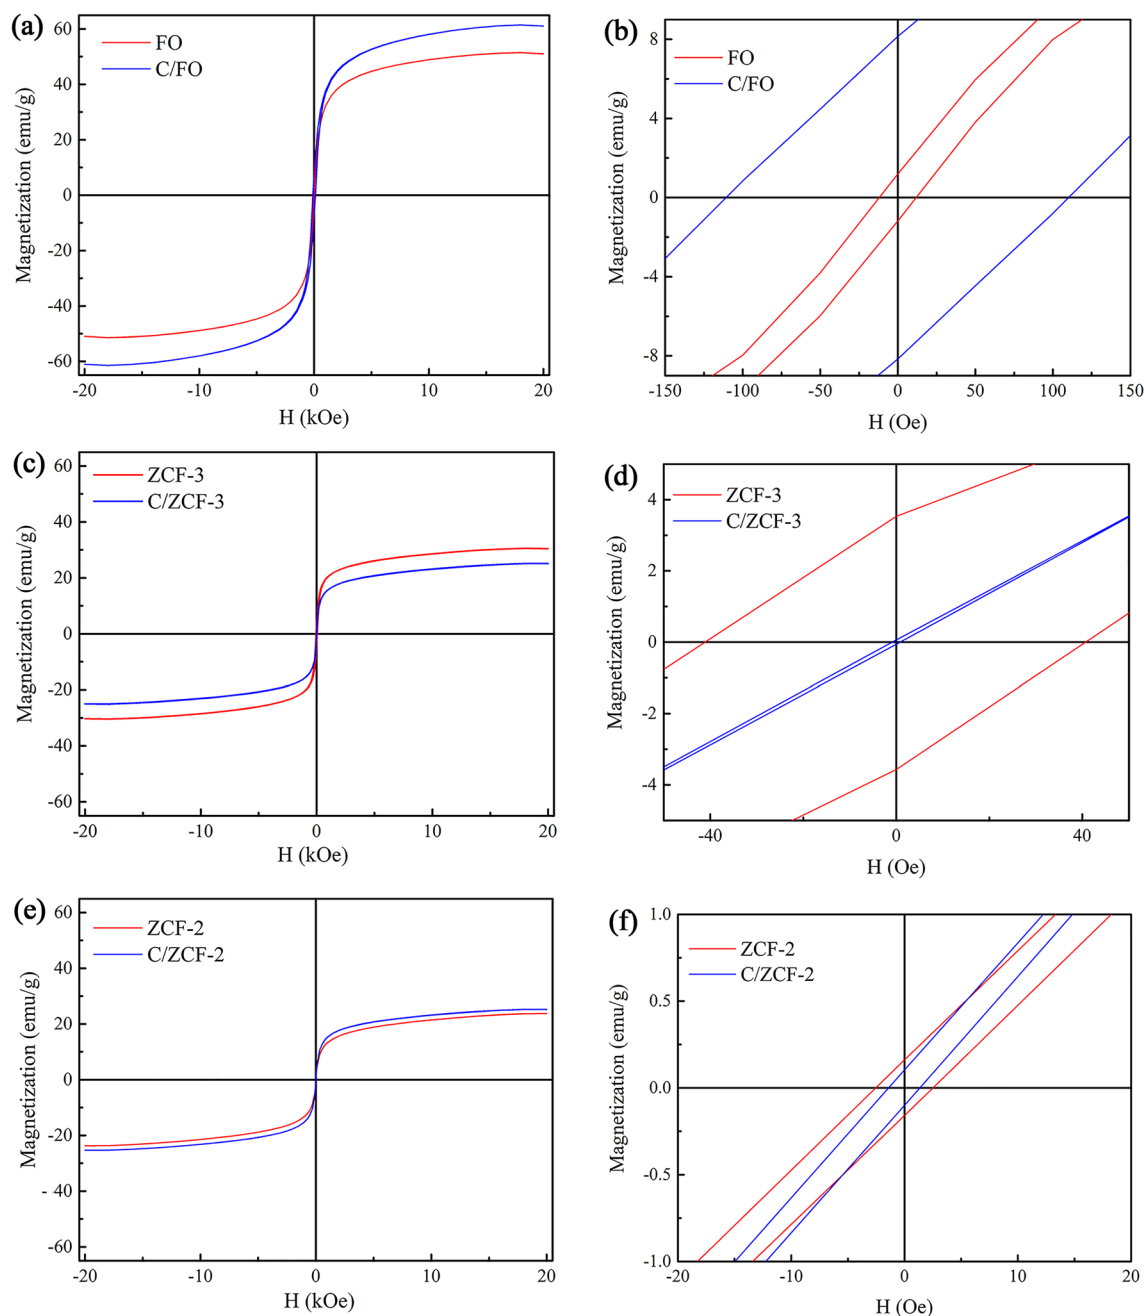 (a)
FO
C/FO
Magnetization (emu/g)
60
40
20
0
-20
-40
-60
-20
-10
0
10
20
H (kOe)
(b)
FO
C/FO
Magnetization (emu/g)
8
4
0
-4
-8
-150
-100
-50
0
50
100
150
H (Oe)
(c)
ZCF-3
C/ZCF-3
Magnetization (emu/g)
60
40
20
0
-20
-40
-60
-20
-10
0
10
20
H (kOe)
(d)
ZCF-3
C/ZCF-3
Magnetization (emu/g)
4
2
0
-2
-4
-40
0
40
H (Oe)
(e)
ZCF-2
C/ZCF-2
Magnetization (emu/g)
60
40
20
0
-20
- 40
-60
-20
-10
0
10
20
H (kOe)
(f)
ZCF-2
C/ZCF-2
Magnetization (emu/g)
1.0
0.5
0.0
-0.5
-1.0
20
-10
0
10
20
H (Oe)